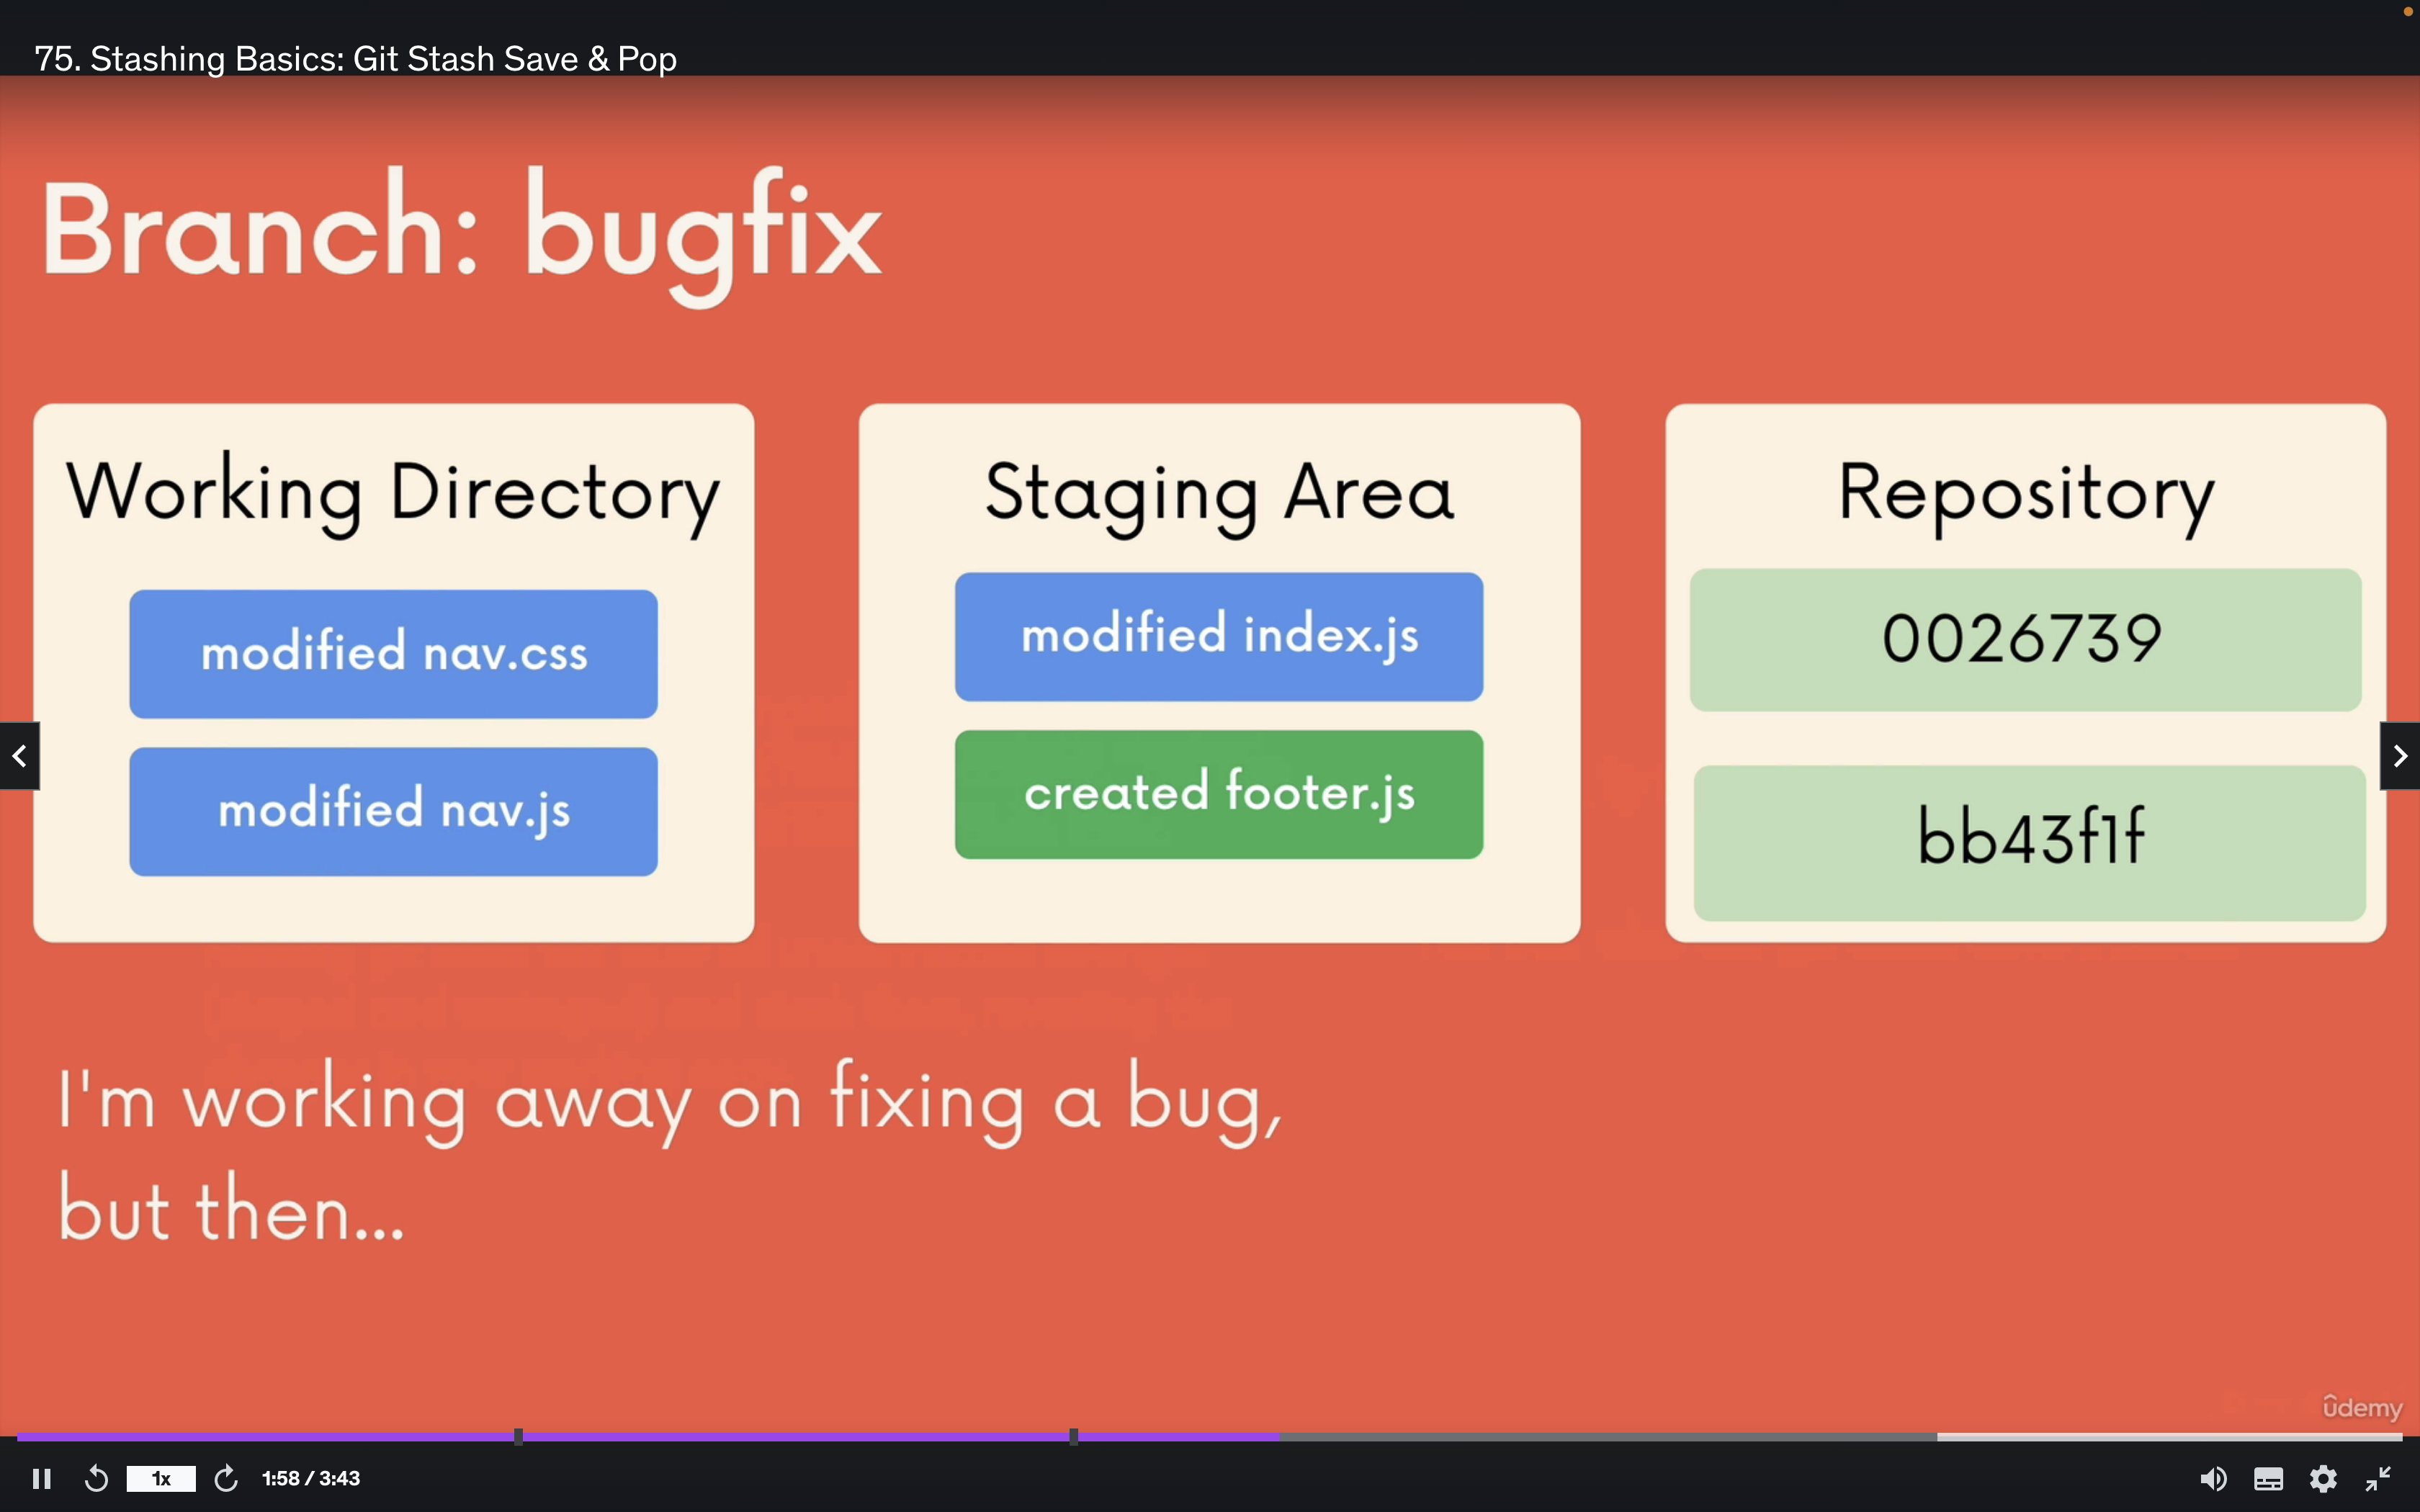 75. Stashing Basics: Git Stash Save & Pop
Branch: bugfix
Working Directory
modified nav.css
modified nav.js
Staging Area
modified index.js
created footer.js
Repository
0026739
bb43f1f
I'm working away on fixing a bug,
but then...
ûdemy
1x
1:58 / 3:43